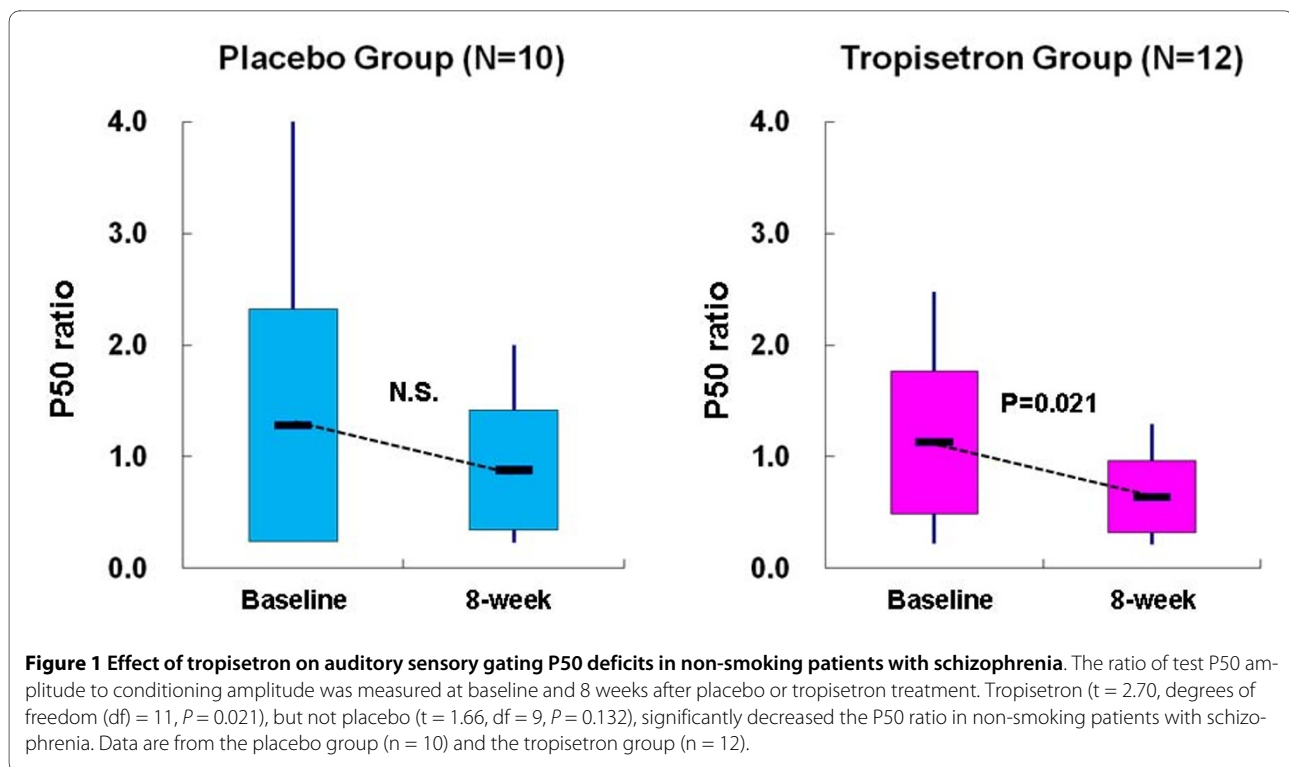 Placebo Group (N=10)
4.0
3.0
2.0
1.0
0.0
P50 ratio
N.S.
Baseline
8-week
Tropisetron Group (N=12)
4.0
3.0
2.0
1.0
0.0
P50 ratio
P=0.021
Baseline
8-week
Figure 1 Effect of tropisetron on auditory sensory gating P50 deficits in non-smoking patients with schizophrenia. The ratio of test P50 am-
plitude to conditioning amplitude was measured at baseline and 8 weeks after placebo or tropisetron treatment. Tropisetron (t = 2.70, degrees of
freedom (df) = 11, P = 0.021), but not placebo (t = 1.66, df = 9, P = 0.132), significantly decreased the P50 ratio in non-smoking patients with schizo-
phrenia. Data are from the placebo group (n = 10) and the tropisetron group (n = 12).